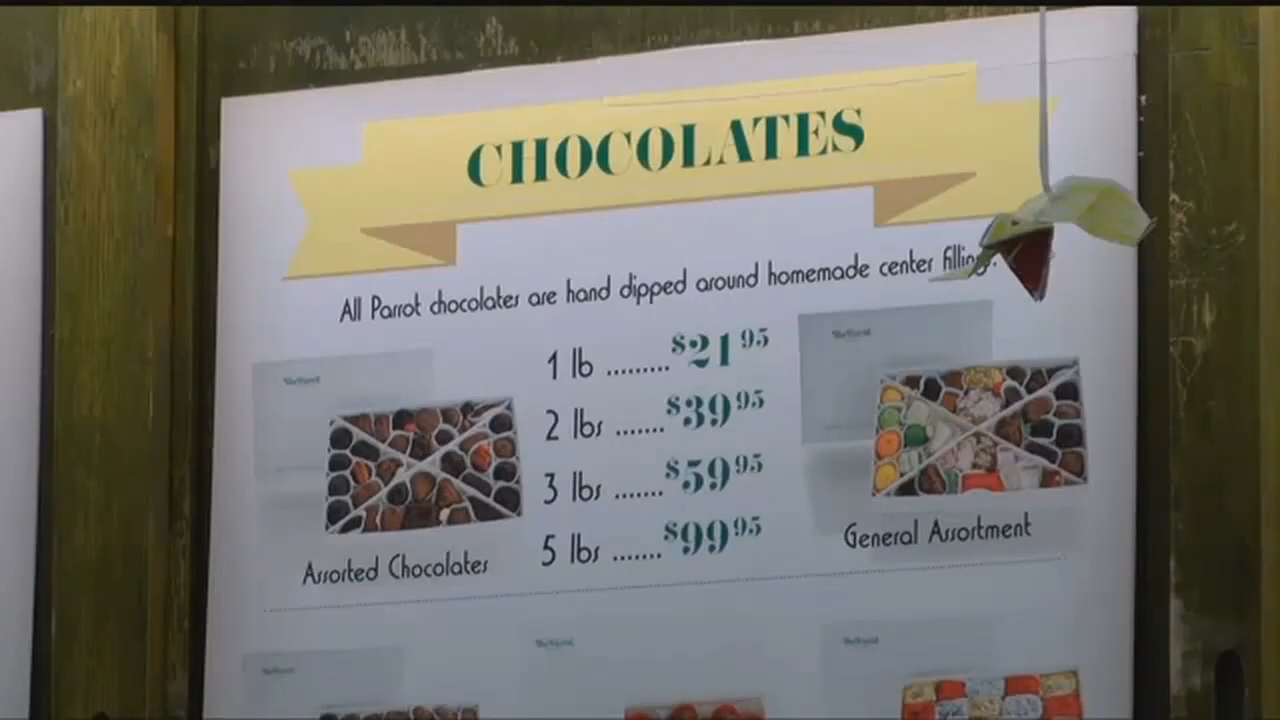 CHOCOLATES
All Parrot chocolates are hand dipped around homemade center
1 lb ......... $21 95
2 lbs ....... $39 95
3 lbs ....... $59 95
5 lbs ....... $99 95
Assorted Chocolates
General Assortment